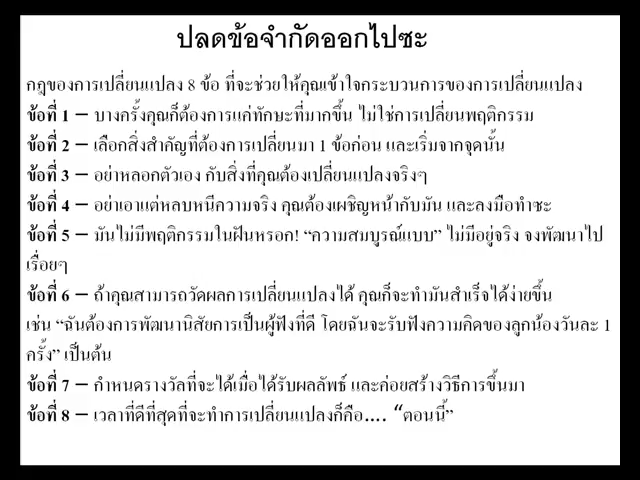 ปลดข้อจำกัดออกไปซะ
กฎของการเปลี่ยนแปลง 8 ข้อ ที่จะช่วยให้คุณเข้าใจกระบวนการของการเปลี่ยนแปลง
ข้อที่ 1 – บางครั้งคุณก็ต้องการแค่ทักษะที่มากขึ้น ไม่ใช่การเปลี่ยนพฤติกรรม
ข้อที่ 2 – เลือกสิ่งสำคัญที่ต้องการเปลี่ยนมา 1 ข้อก่อน และเริ่มจากจุดนั้น
ข้อที่ 3 – อย่าหลอกตัวเอง กับสิ่งที่คุณต้องเปลี่ยนแปลงจริงๆ
ข้อที่ 4 – อย่าเอาแต่หลบหนีความจริง คุณต้องเผชิญหน้ากับมัน และลงมือทำซะ
ข้อที่ 5 – มันไม่มีพฤติกรรมในฝันหรอก! “ความสมบูรณ์แบบ” ไม่มีอยู่จริง จงพัฒนาไป
เรื่อยๆ
ข้อที่ 6 – ถ้าคุณสามารถวัดผลการเปลี่ยนแปลงได้ คุณก็จะทำมันสำเร็จได้ง่ายขึ้น
เช่น “ฉันต้องการพัฒนานิสัยการเป็นผู้ฟังที่ดี โดยฉันจะรับฟังความคิดของลูกน้องวันละ 1
ครั้ง” เป็นต้น
ข้อที่ 7 – กำหนดรางวัลที่จะได้เมื่อได้รับผลลัพธ์ และค่อยสร้างวิธีการขึ้นมา
ข้อที่ 8 – เวลาที่ดีที่สุดที่จะทำการเปลี่ยนแปลงก็คือ…. “ตอนนี้”